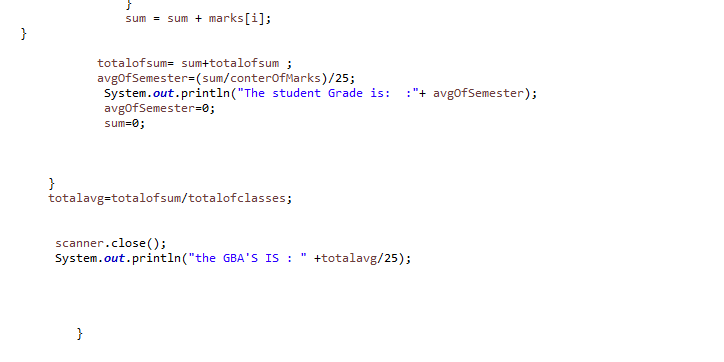 }
sum = sum + marks[i];
}
totalofsum= sum+totalofsum ;
avgOfSemester=(sum/conterOfMarks)/25;
System.out.println("The student Grade is:  :"+ avgOfSemester);
avgOfSemester=0;
sum=0;
}
totalavg=totalofsum/totalofclasses;
scanner.close();
System.out.println("the GBA'S IS : " +totalavg/25);
}